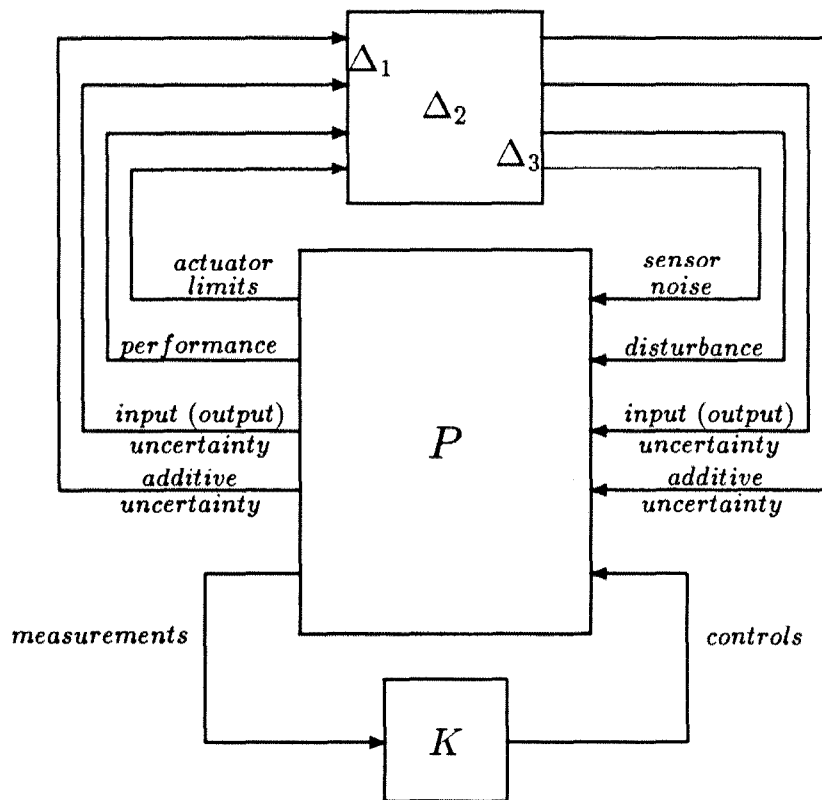 Δ₁
Δ₂
Δ₃
actuator
limits
sensor
noise
performance
disturbance
input (output)
uncertainty
input (output)
uncertainty
P
additive
uncertainty
additive
uncertainty
measurements
controls
K